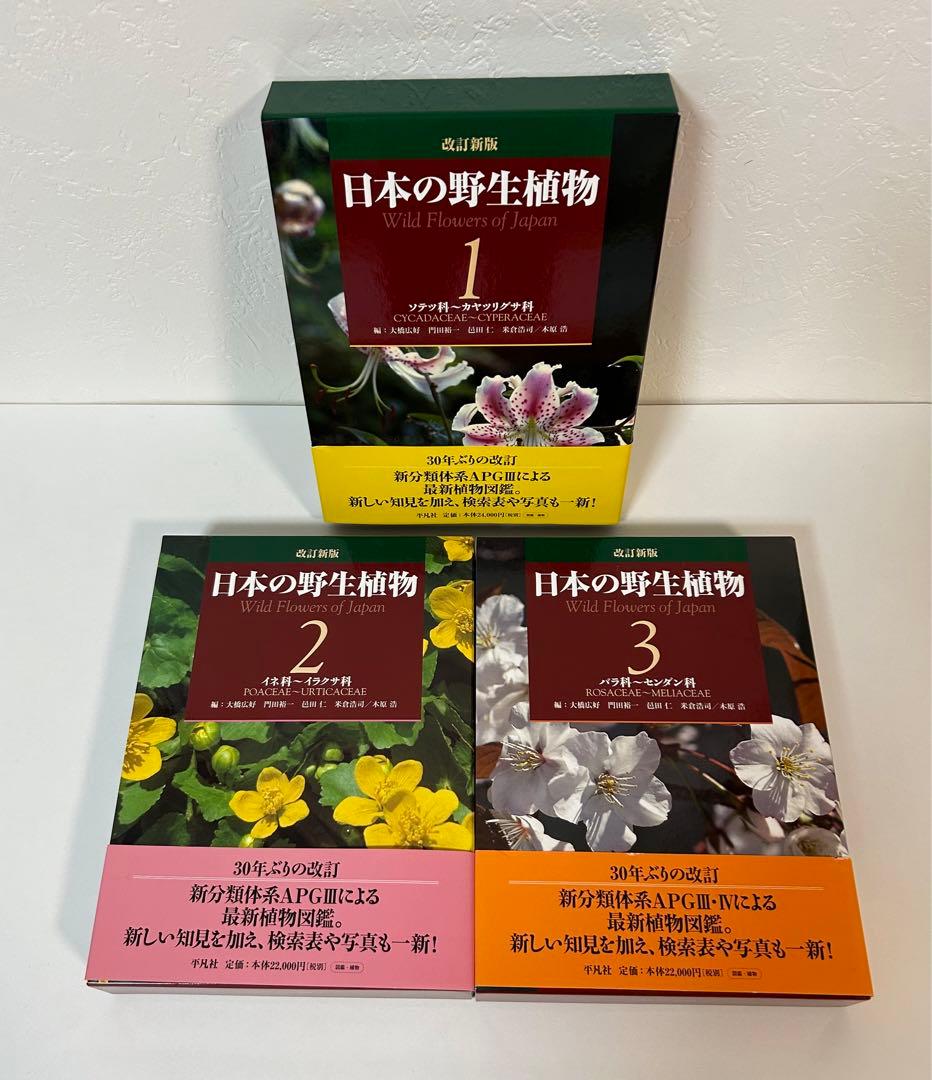 改訂新版
日本の野生植物
Wild Flowers of Japan
1
ソテツ科〜カヤツリグサ科
CYCADACEAE〜CYPERACEAE
編：大橋広好 門田裕一 邑田 仁 米倉浩司／木原 浩
30年ぶりの改訂
新分類体系APGⅢによる
最新植物図鑑。
新しい知見を加え、検索表や写真も一新！
平凡社 定価：本体24,000円［税別］ 図鑑・植物
改訂新版
日本の野生植物
Wild Flowers of Japan
2
イネ科〜イラクサ科
POACEAE〜URTICACEAE
編：大橋広好 門田裕一 邑田 仁 米倉浩司／木原 浩
30年ぶりの改訂
新分類体系APGⅢによる
最新植物図鑑。
新しい知見を加え、検索表や写真も一新！
平凡社 定価：本体22,000円［税別］ 図鑑・植物
改訂新版
日本の野生植物
Wild Flowers of Japan
3
バラ科〜センダン科
ROSACEAE〜MELIACEAE
編：大橋広好 門田裕一 邑田 仁 米倉浩司／木原 浩
30年ぶりの改訂
新分類体系APGⅢ・Ⅳによる
最新植物図鑑。
新しい知見を加え、検索表や写真も一新！
平凡社 定価：本体22,000円［税別］ 図鑑・植物